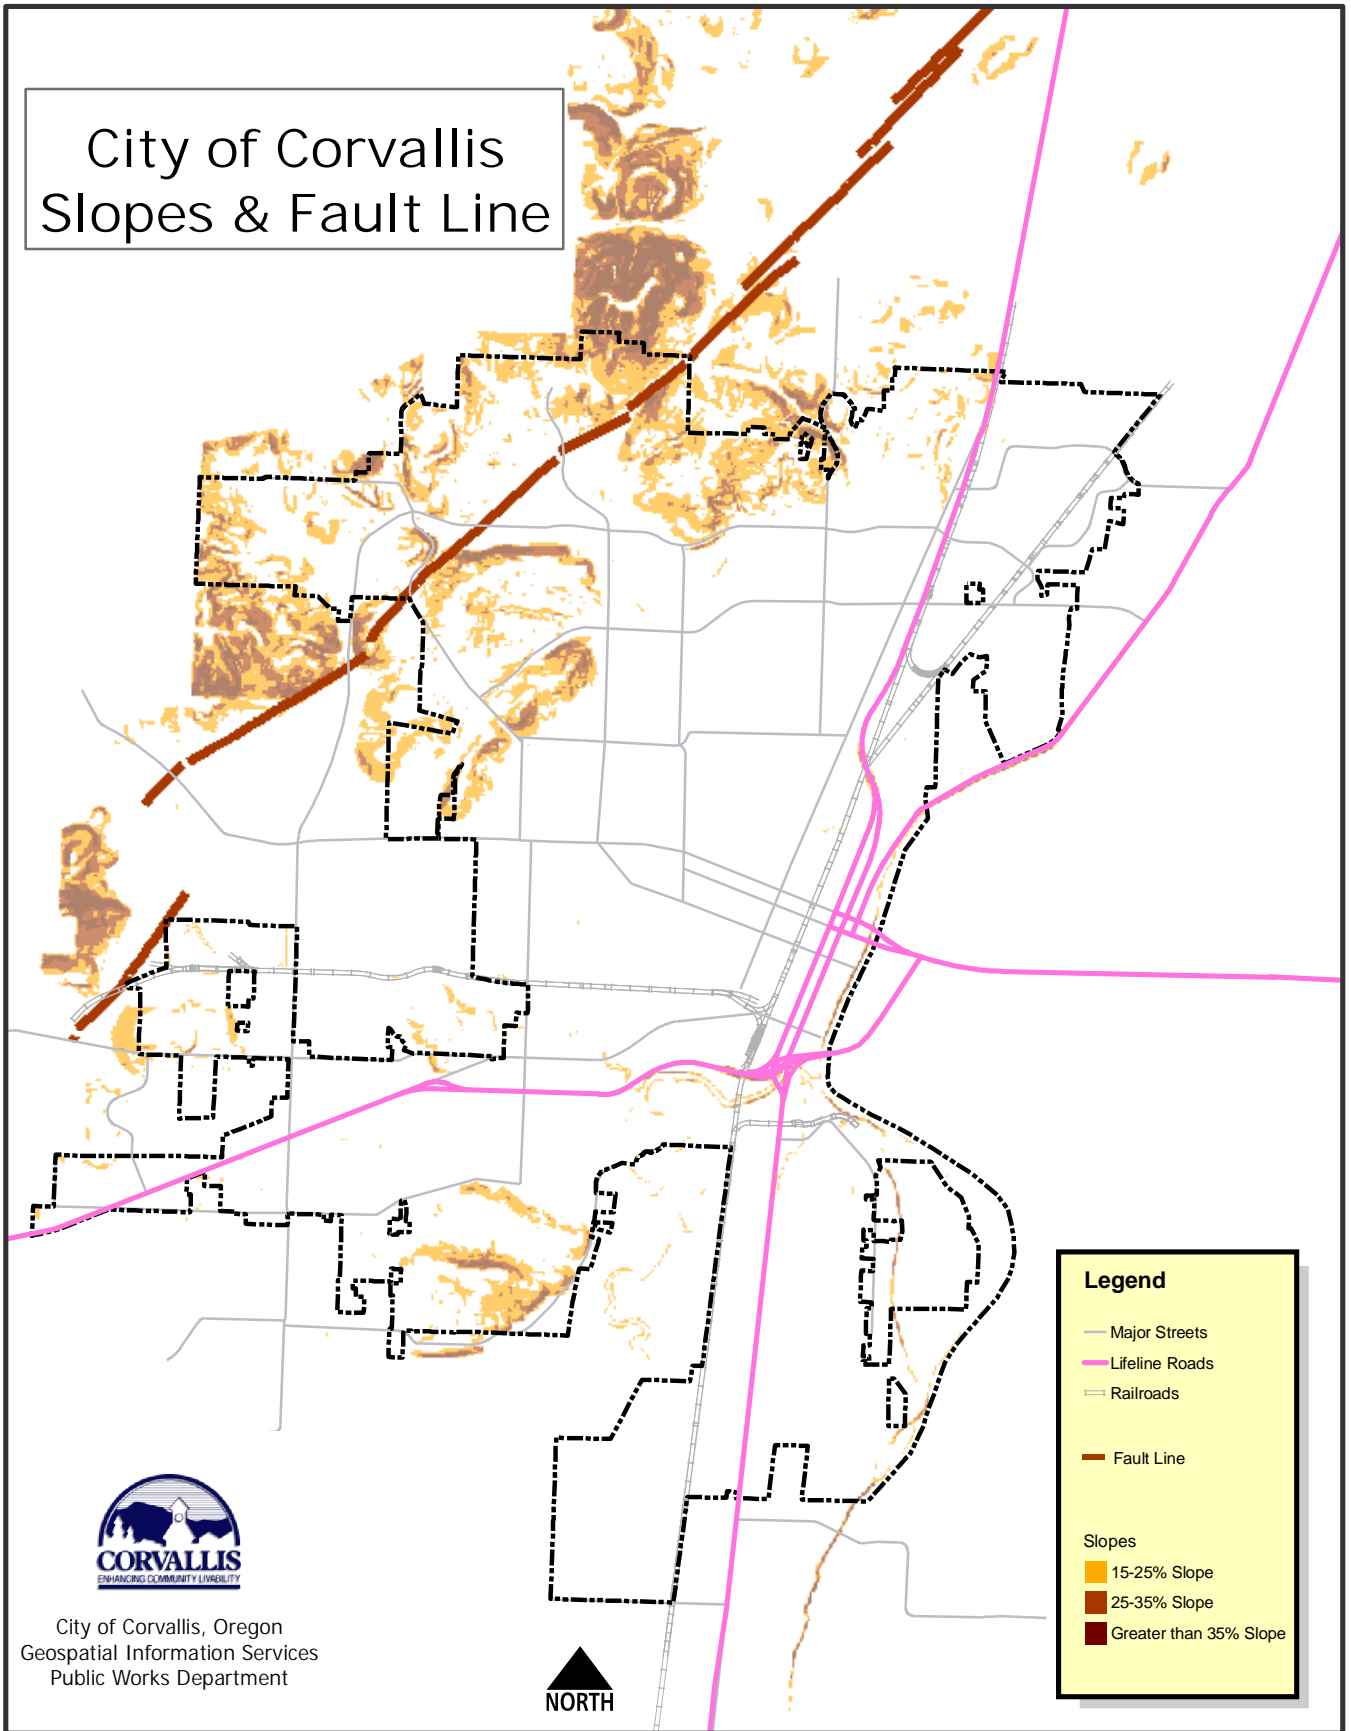 City of Corvallis
Slopes & Fault Line
Legend
Major Streets
Lifeline Roads
Railroads
Fault Line
Slopes
15-25% Slope
25-35% Slope
Greater than 35% Slope
CORVALLIS
ENHANCING COMMUNITY LIVABILITY
City of Corvallis, Oregon
Geospatial Information Services
Public Works Department
NORTH